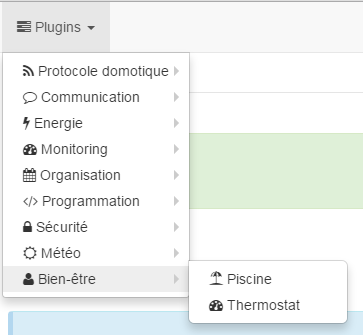 Plugins
Protocole domotique
Communication
Energie
Monitoring
Organisation
Programmation
Sécurité
Météo
Bien-être
Piscine
Thermostat